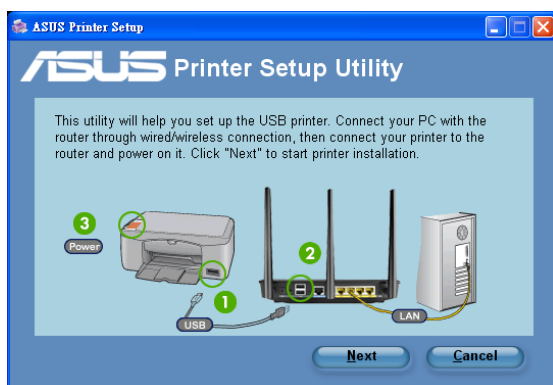 ASUS Printer Setup
ASUS Printer Setup Utility
This utility will help you set up the USB printer. Connect your PC with the
router through wired/wireless connection, then connect your printer to the
router and power on it. Click "Next" to start printer installation.
3
Power
2
1
USB
LAN
Next
Cancel